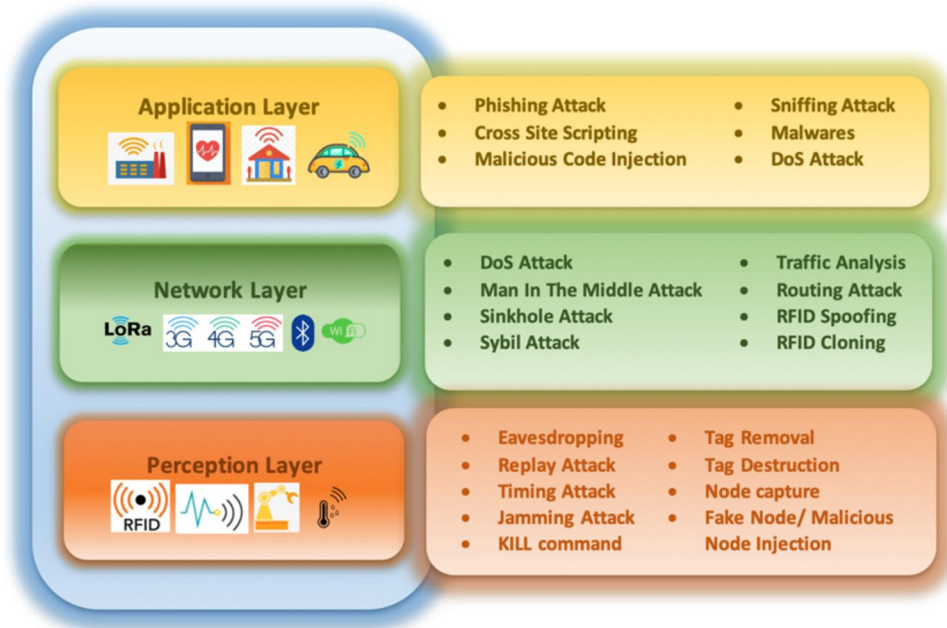 Application Layer
• Phishing Attack
• Cross Site Scripting
• Malicious Code Injection
• Sniffing Attack
• Malwares
• DoS Attack
Network Layer
LoRa
3G 4G 5G
Wi Fi
• DoS Attack
• Man In The Middle Attack
• Sinkhole Attack
• Sybil Attack
• Traffic Analysis
• Routing Attack
• RFID Spoofing
• RFID Cloning
Perception Layer
RFID
• Eavesdropping
• Replay Attack
• Timing Attack
• Jamming Attack
• KILL command
• Tag Removal
• Tag Destruction
• Node capture
• Fake Node/ Malicious
Node Injection